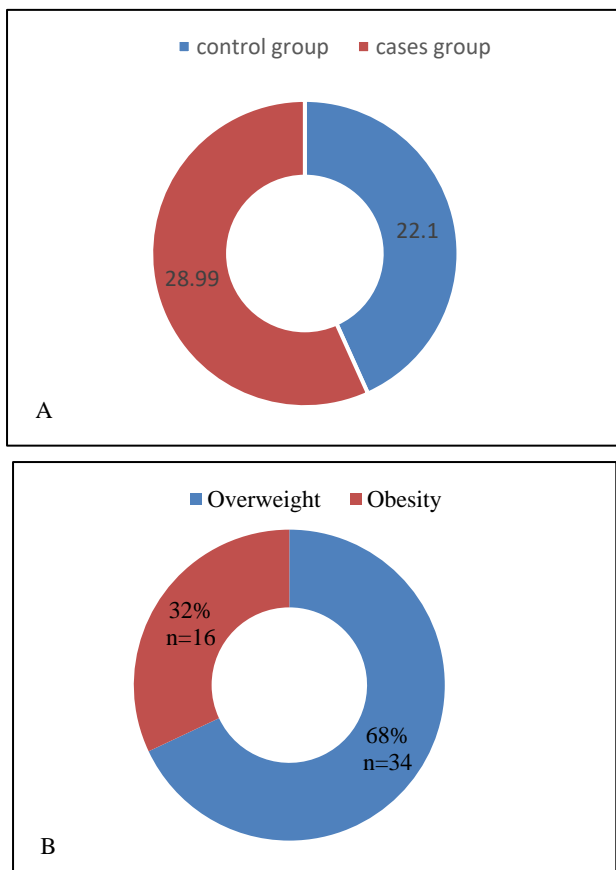 control group cases group
22.1
28.99
A
Overweight Obesity
32%
n=16
68%
n=34
B